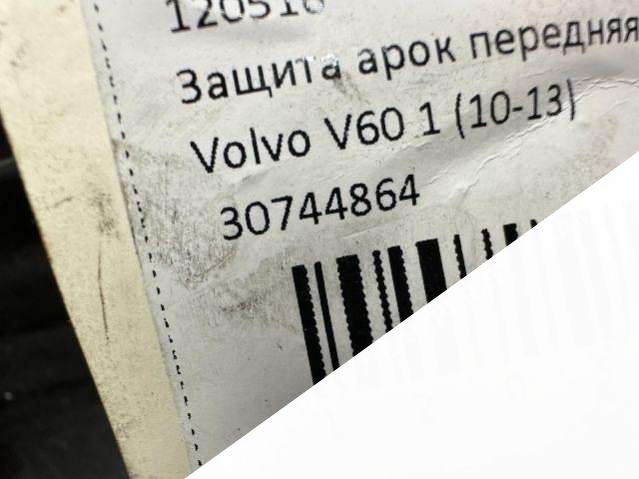 Защита арок передняя
Volvo V60 1 (10-13)
30744864